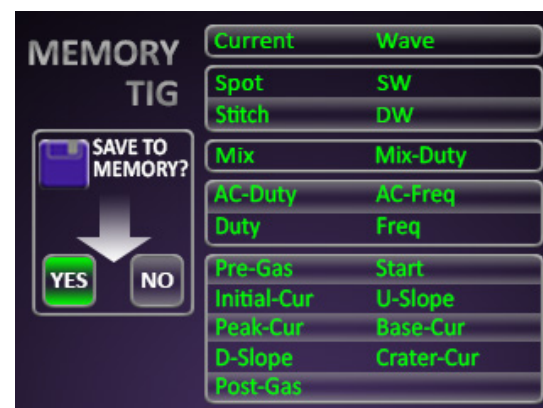 MEMORY
TIG
SAVE TO
MEMORY?
YES NO
Current Wave
Spot SW
Stitch DW
Mix Mix-Duty
AC-Duty AC-Freq
Duty Freq
Pre-Gas Start
Initial-Cur U-Slope
Peak-Cur Base-Cur
D-Slope Crater-Cur
Post-Gas